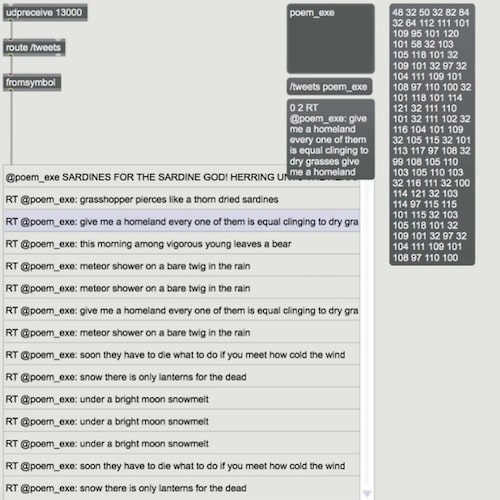 udpreceive 13000
route /tweets
fromsymbol
poem_exe
/tweets poem_exe
0 2 RT
@poem_exe: give
me a homeland
every one of them
is equal clinging to
dry grasses give
me a homeland
48 32 50 32 82 84
32 64 112 111 101
109 95 101 120
101 58 32 103
105 118 101 32
109 101 32 97 32
104 111 109 101
108 97 110 100 32
101 118 101 114
121 32 111 110
101 32 111 102 32
116 104 101 109
32 105 115 32 101
113 117 97 108 32
99 108 105 110
103 105 110 103
32 116 111 32 100
114 121 32 103
114 97 115 115
101 115 32 103
105 118 101 32
109 101 32 97 32
104 111 109 101
108 97 110 100
@poem_exe SARDINES FOR THE SARDINE GOD! HERRING
RT @poem_exe: grasshopper pierces like a thorn dried sardines
RT @poem_exe: give me a homeland every one of them is equal clinging to dry gra
RT @poem_exe: this morning among vigorous young leaves a bear
RT @poem_exe: meteor shower on a bare twig in the rain
RT @poem_exe: meteor shower on a bare twig in the rain
RT @poem_exe: give me a homeland every one of them is equal clinging to dry gra
RT @poem_exe: meteor shower on a bare twig in the rain
RT @poem_exe: soon they have to die what to do if you meet how cold the wind
RT @poem_exe: snow there is only lanterns for the dead
RT @poem_exe: under a bright moon snowmelt
RT @poem_exe: under a bright moon snowmelt
RT @poem_exe: under a bright moon snowmelt
RT @poem_exe: soon they have to die what to do if you meet how cold the wind
RT @poem_exe: snow there is only lanterns for the dead